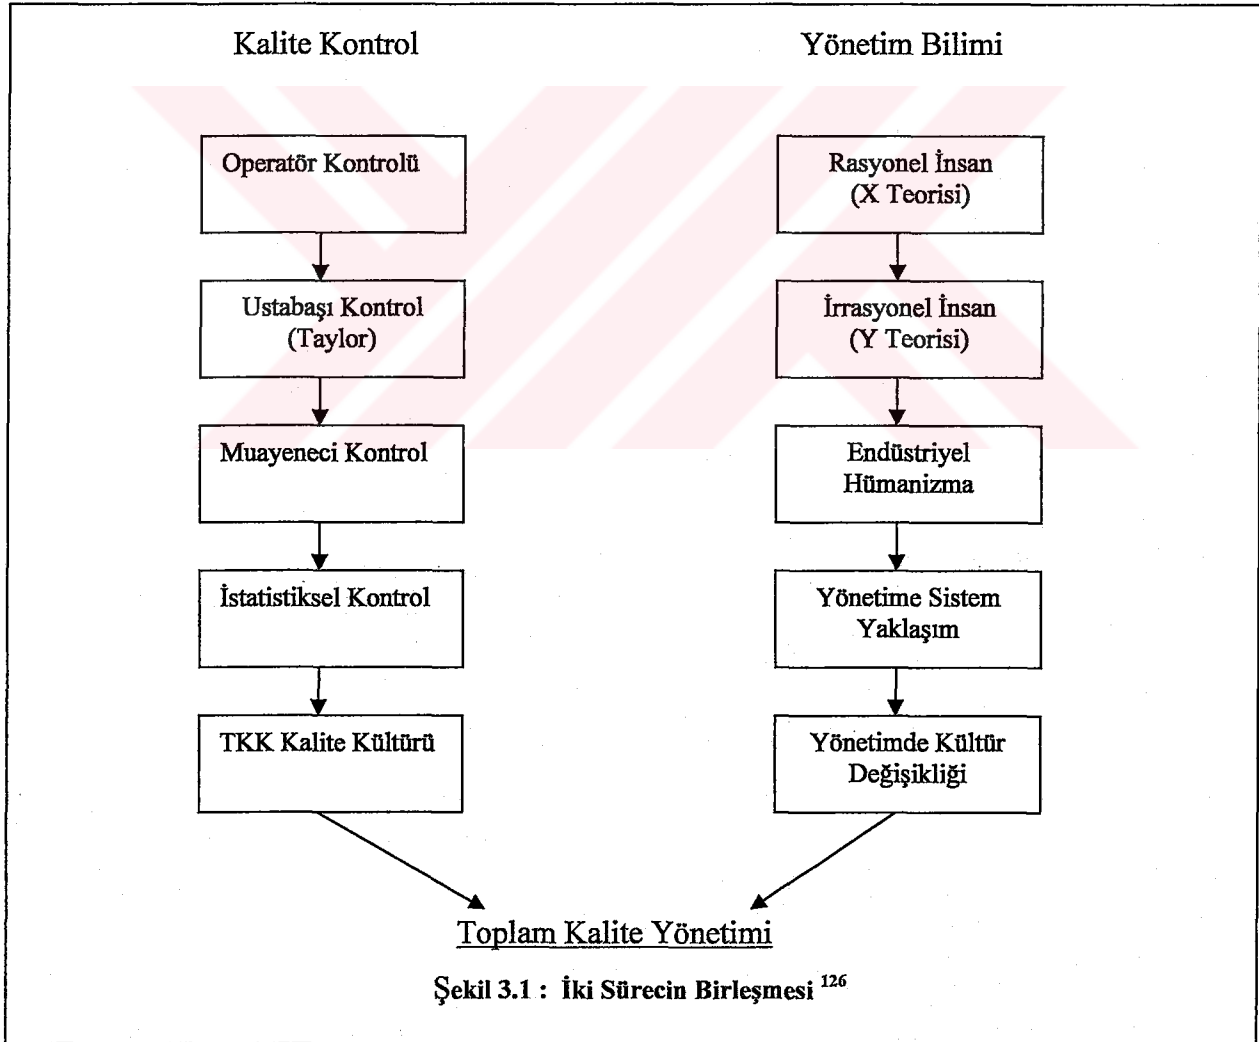 Kalite Kontrol
Operatör Kontrolü
Ustabaşı Kontrol
(Taylor)
Muayeneci Kontrol
İstatistiksel Kontrol
TKK Kalite Kültürü
Yönetim Bilimi
Rasyonel İnsan
(X Teorisi)
İrrasyonel İnsan
(Y Teorisi)
Endüstriyel
Hümanizma
Yönetime Sistem
Yaklaşım
Yönetimde Kültür
Değişikliği
Toplam Kalite Yönetimi
Şekil 3.1 : İki Sürecin Birleşmesi 126